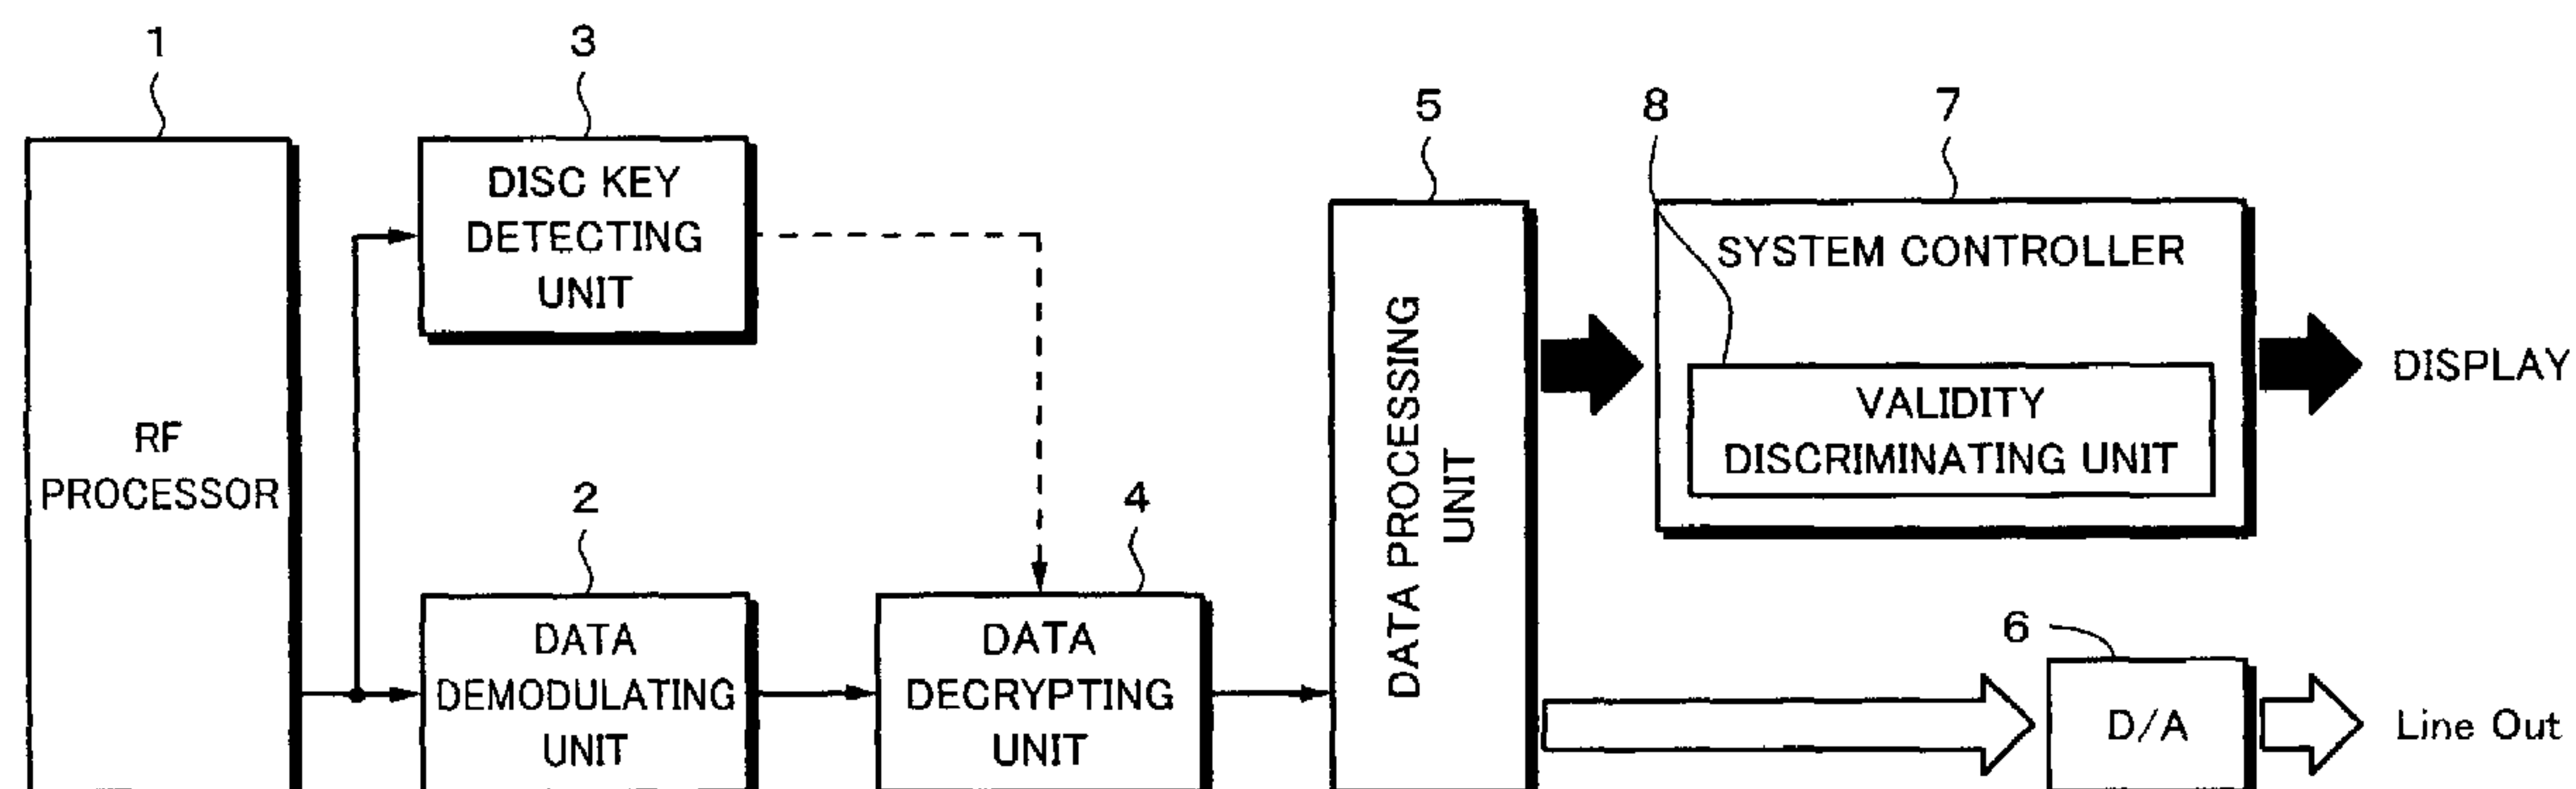 1
3
5
8
7
DISC KEY
DETECTING
UNIT
SYSTEM CONTROLLER
DATA PROCESSING
UNIT
DISPLAY
VALIDITY
DISCRIMINATING UNIT
RF
PROCESSOR
2
4
6
DATA
DEMODULATING
UNIT
DATA
DECRYPTING
UNIT
D/A
Line Out